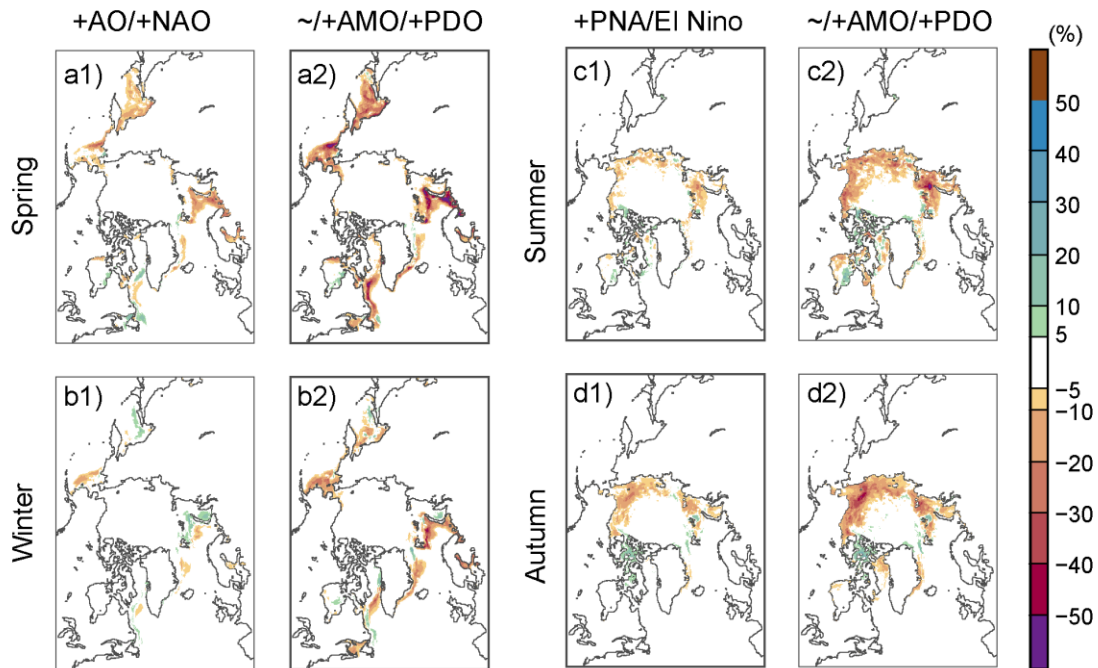 +AO/+NAO ~/+AMO/+PDO +PNA/El Nino ~/+AMO/+PDO
(%)
a1) a2) c1) c2)
Spring
Summer
50
40
30
20
10
5
−5
−10
−20
−30
−40
−50
b1) b2) d1) d2)
Winter
Autumn